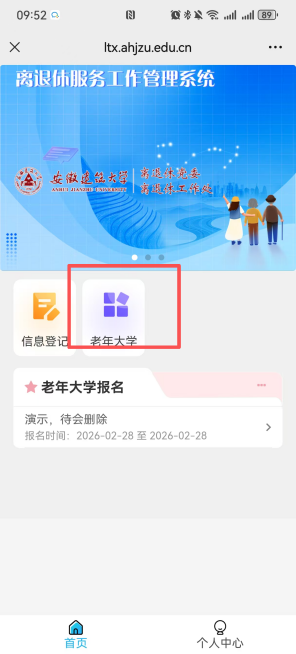 09:52
89
ltx.ahjzu.edu.cn
离退休服务工作管理系统
安徽建筑大学
ANHUI JIANZHU UNIVERSITY
离退休党委
离退休工作处
信息登记
老年大学
老年大学报名
演示，待会删除
报名时间：2026-02-28 至 2026-02-28
首页
个人中心